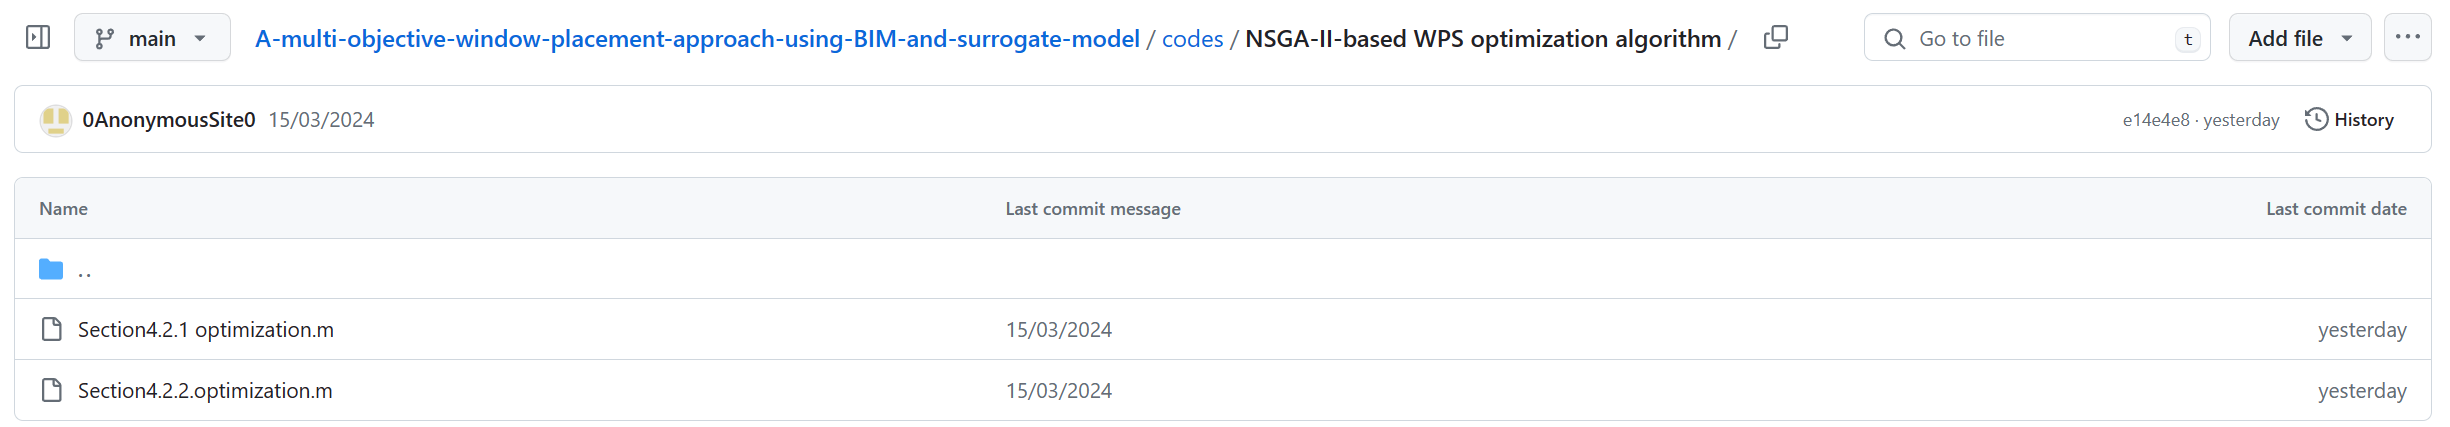 main A-multi-objective-window-placement-approach-using-BIM-and-surrogate-model / codes / NSGA-II-based WPS optimization algorithm / Go to file t Add file ...
0AnonymousSite0 15/03/2024 e14e4e8 · yesterday History
Name Last commit message Last commit date
..
Section4.2.1 optimization.m 15/03/2024 yesterday
Section4.2.2.optimization.m 15/03/2024 yesterday